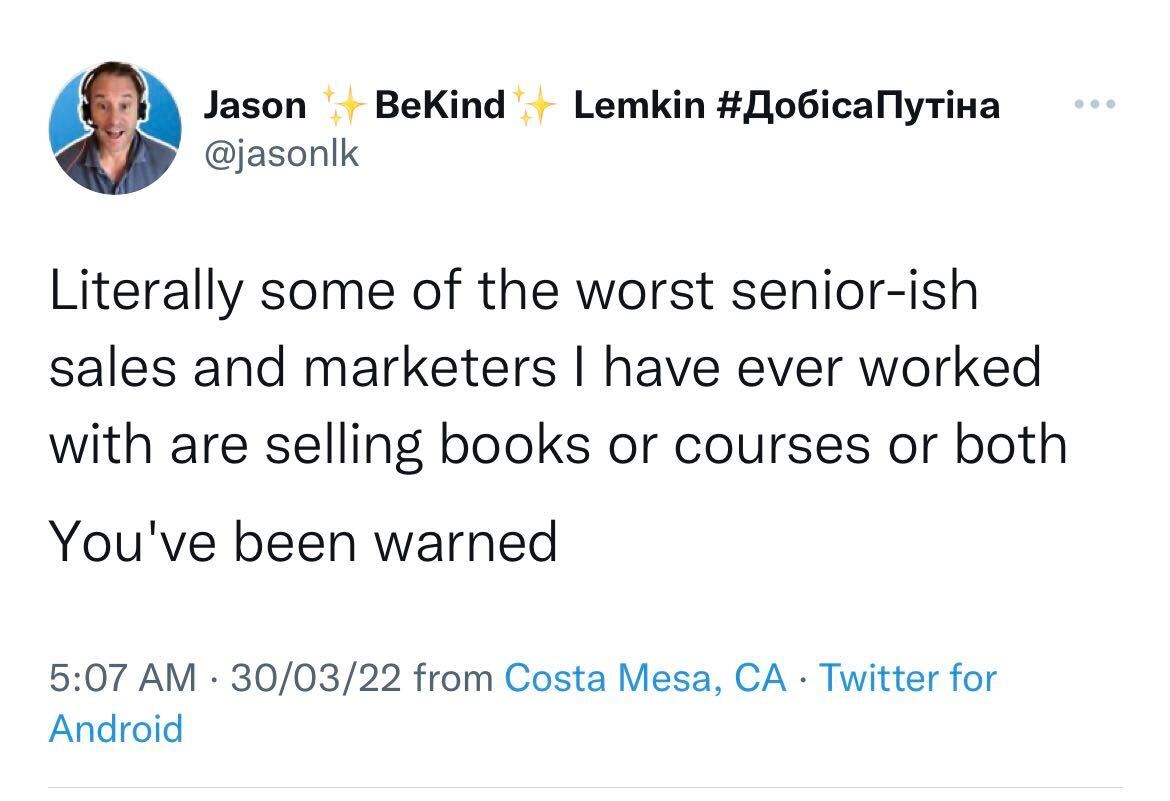 Jason ✨BeKind✨ Lemkin #ДобісаПутіна
@jasonlk
Literally some of the worst senior-ish
sales and marketers I have ever worked
with are selling books or courses or both
You've been warned
5:07 AM · 30/03/22 from Costa Mesa, CA · Twitter for
Android